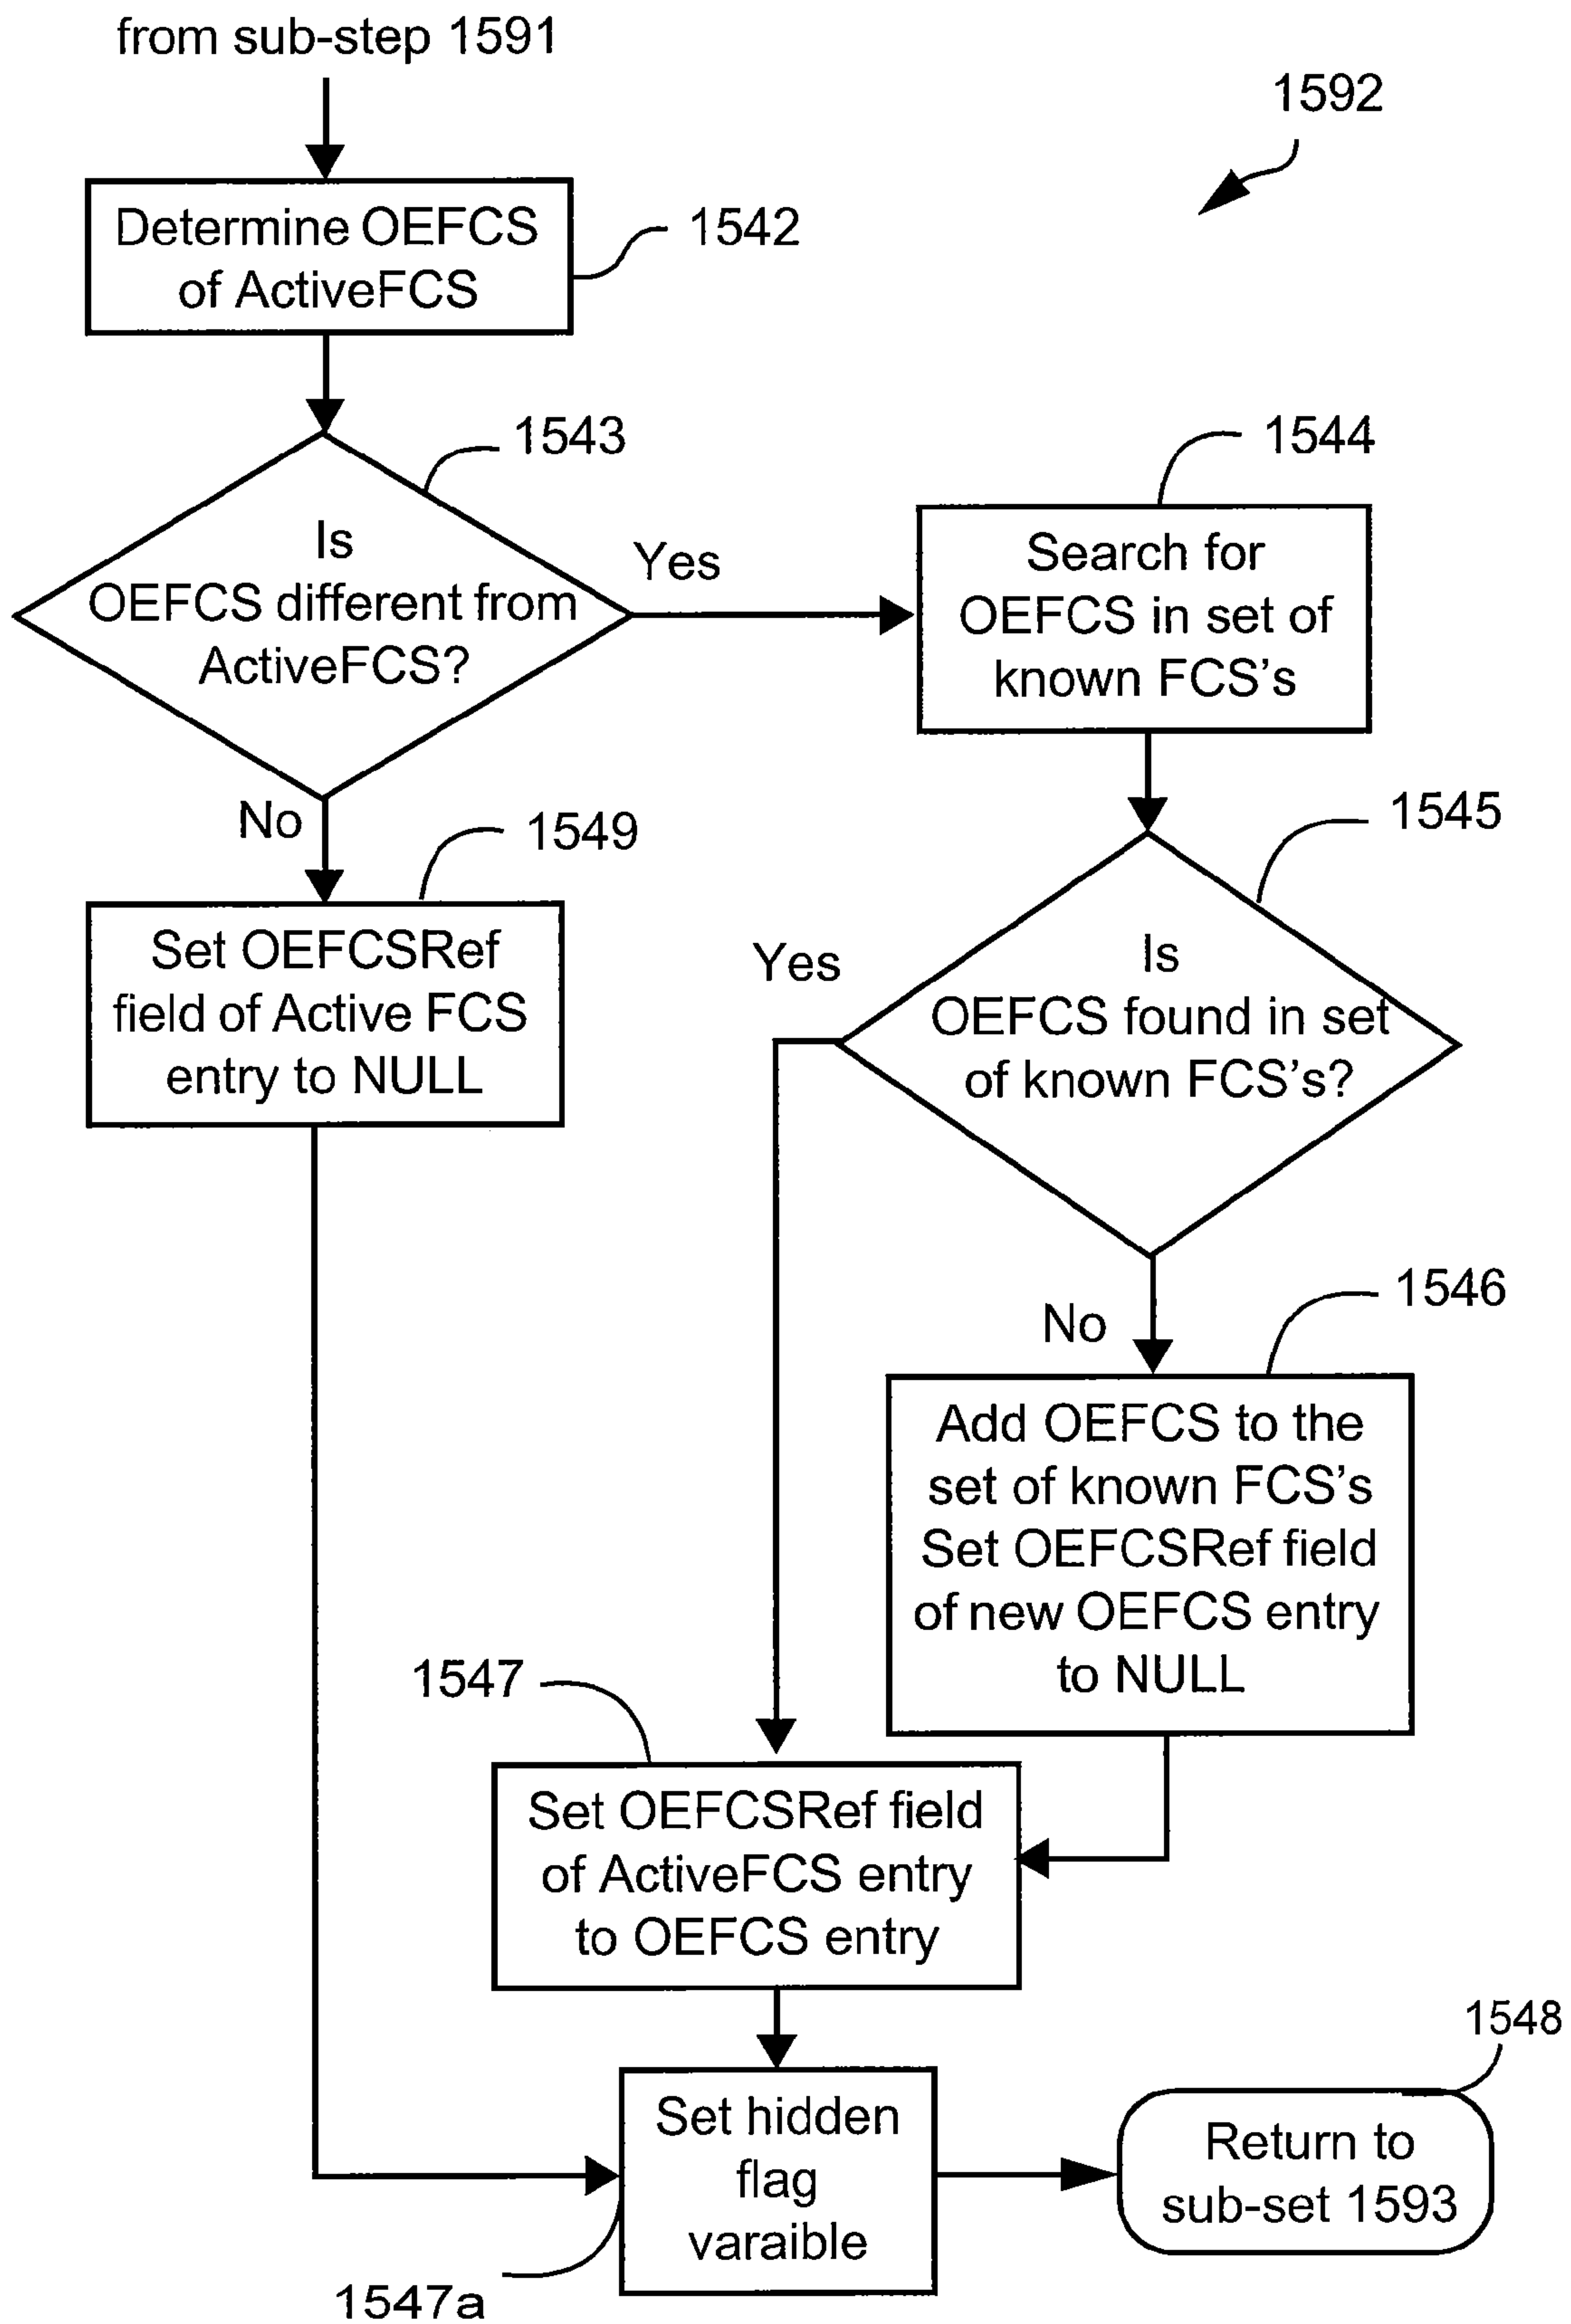 from sub-step 1591
1592
Determine OEFCS
of ActiveFCS
1542
1543
Is
OEFCS different from
ActiveFCS?
Yes
No
1544
Search for
OEFCS in set of
known FCS's
1549
Set OEFCSRef
field of Active FCS
entry to NULL
1545
Is
OEFCS found in set
of known FCS's?
Yes
No
1546
Add OEFCS to the
set of known FCS's
Set OEFCSRef field
of new OEFCS entry
to NULL
1547
Set OEFCSRef field
of ActiveFCS entry
to OEFCS entry
Set hidden
flag
varaible
1547a
1548
Return to
sub-set 1593